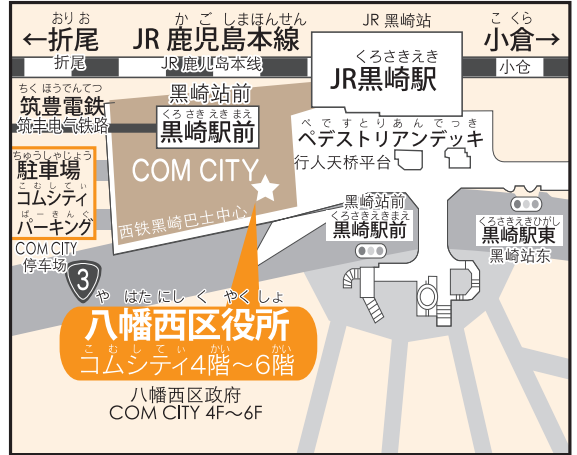 おりお
←折尾
折尾
かごしまほんせん
JR 鹿児島本線
JR 鹿儿岛本线
JR 黑崎站
くろさきえき
JR黒崎駅
こくら
小倉→
小仓
ちくほうでんてつ
筑豊電鉄
筑丰电气铁路
黑崎站前
くろさきえきまえ
黒崎駅前
ぺですとりあんでっき
ペデストリアンデッキ
行人天桥平台
ちゅうしゃじょう
駐車場
こむしてぃ
コムシティ
ぱーきんぐ
パーキング
COM CITY
停车场
COM CITY
西铁黑崎巴士中心
黑崎站前
くろさきえきまえ
黒崎駅前
くろさきえきひがし
黒崎駅東
黑崎站东
3
やはたにしくやくしょ
八幡西区役所
こむしてぃ かい かい
コムシティ4階～6階
八幡西区政府
COM CITY 4F～6F